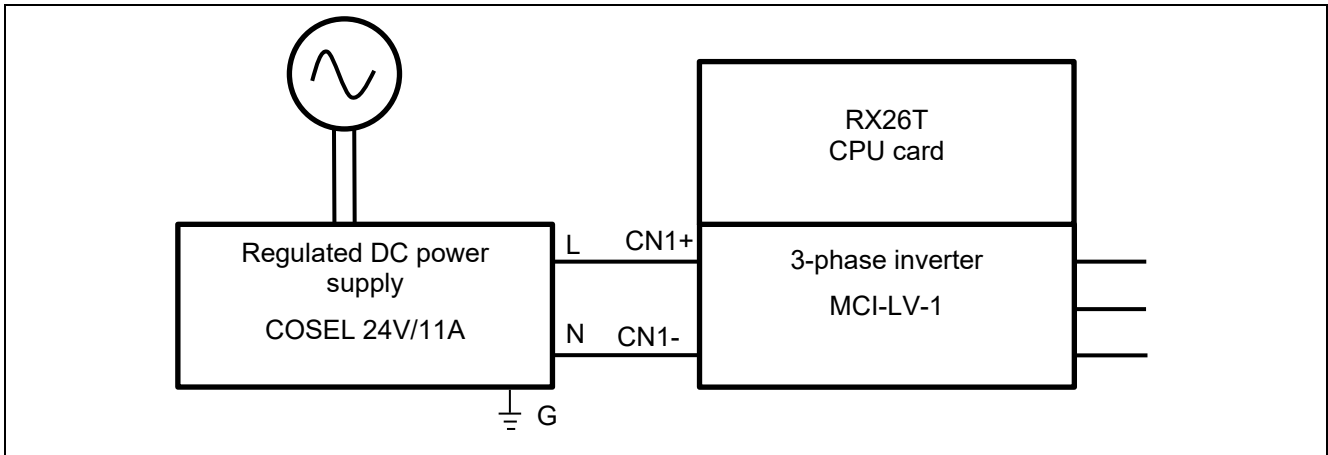 RX26T
CPU card
Regulated DC power
supply
COSEL 24V/11A
L
CN1+
N
CN1-
3-phase inverter
MCI-LV-1
G